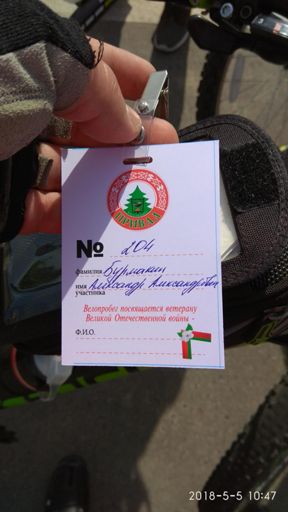 ПРИВАЛ
№ 204
фамилия Бурмакин
имя Александр Александрович
участника
Велопробег посвящается ветерану
Великой Отечественной войны -
Ф.И.О.
2018-5-5 10:47